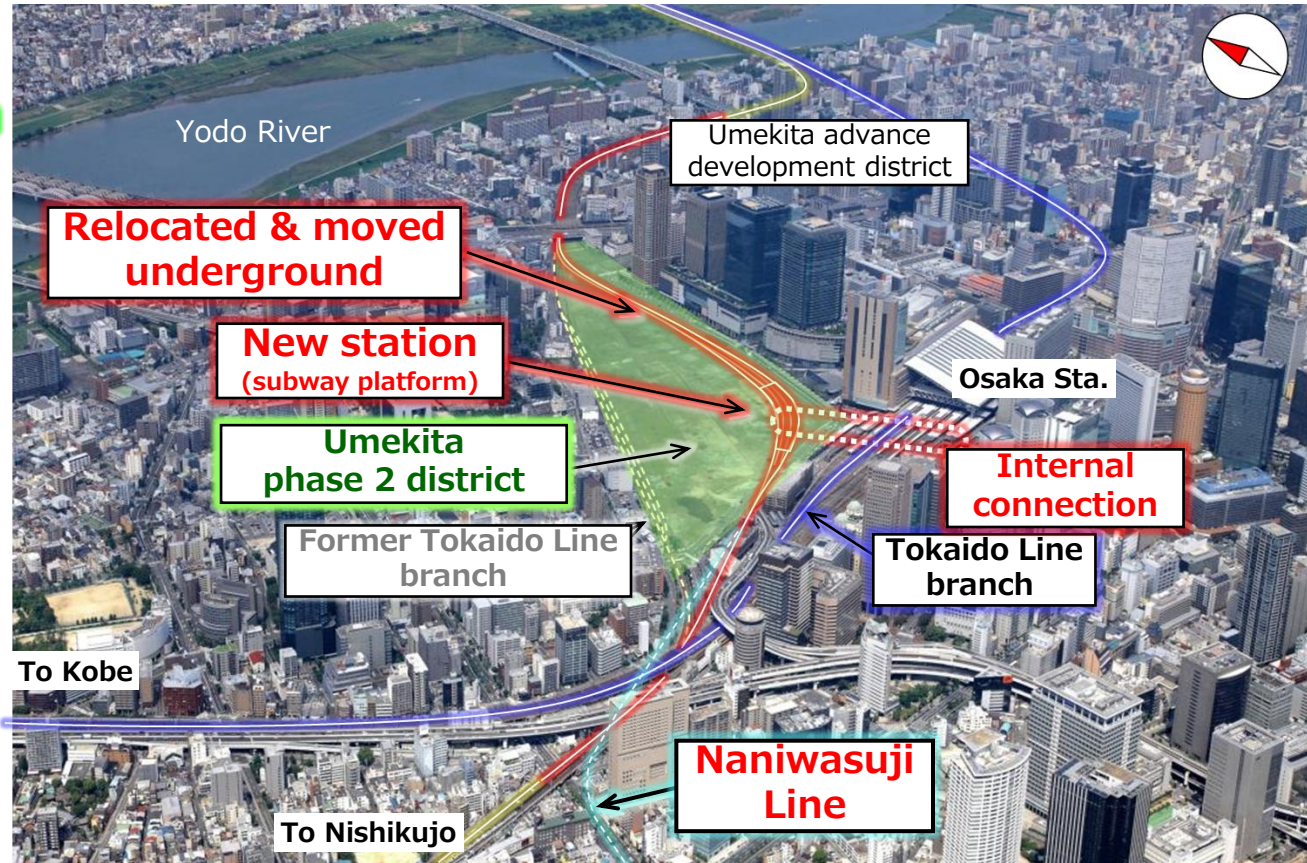 Yodo River
Umekita advance
development district
Relocated & moved
underground
New station
(subway platform)
Osaka Sta.
Umekita
phase 2 district
Internal
connection
Former Tokaido Line
branch
Tokaido Line
branch
To Kobe
Naniwasuji
Line
To Nishikujo